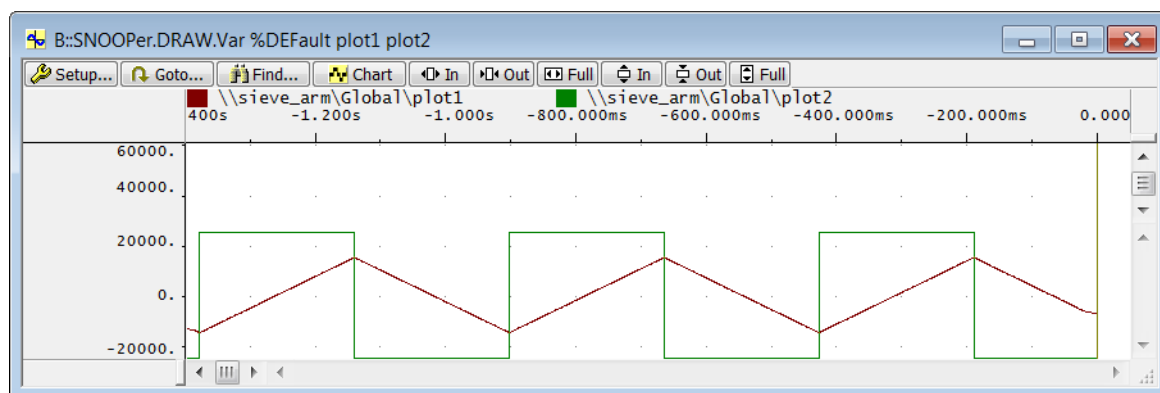 B::SNOOPer.DRAW.Var %DEFault plot1 plot2
Setup... Goto... Find... Chart In Out Full In Out Full
\\sieve_arm\Global\plot1 \\sieve_arm\Global\plot2
400s -1.200s -1.000s -800.000ms -600.000ms -400.000ms -200.000ms 0.000
60000.
40000.
20000.
0.
-20000.